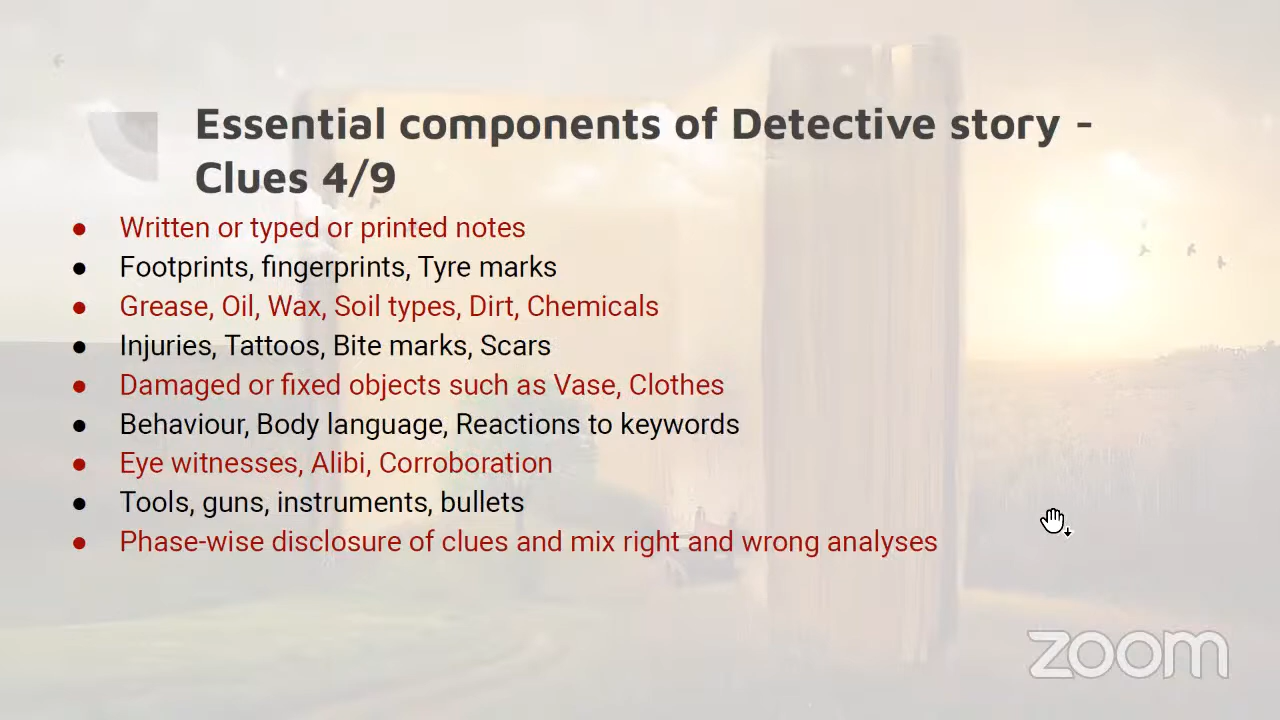 Essential components of Detective story -
Clues 4/9
● Written or typed or printed notes
● Footprints, fingerprints, Tyre marks
● Grease, Oil, Wax, Soil types, Dirt, Chemicals
● Injuries, Tattoos, Bite marks, Scars
● Damaged or fixed objects such as Vase, Clothes
● Behaviour, Body language, Reactions to keywords
● Eye witnesses, Alibi, Corroboration
● Tools, guns, instruments, bullets
● Phase-wise disclosure of clues and mix right and wrong analyses
zoom